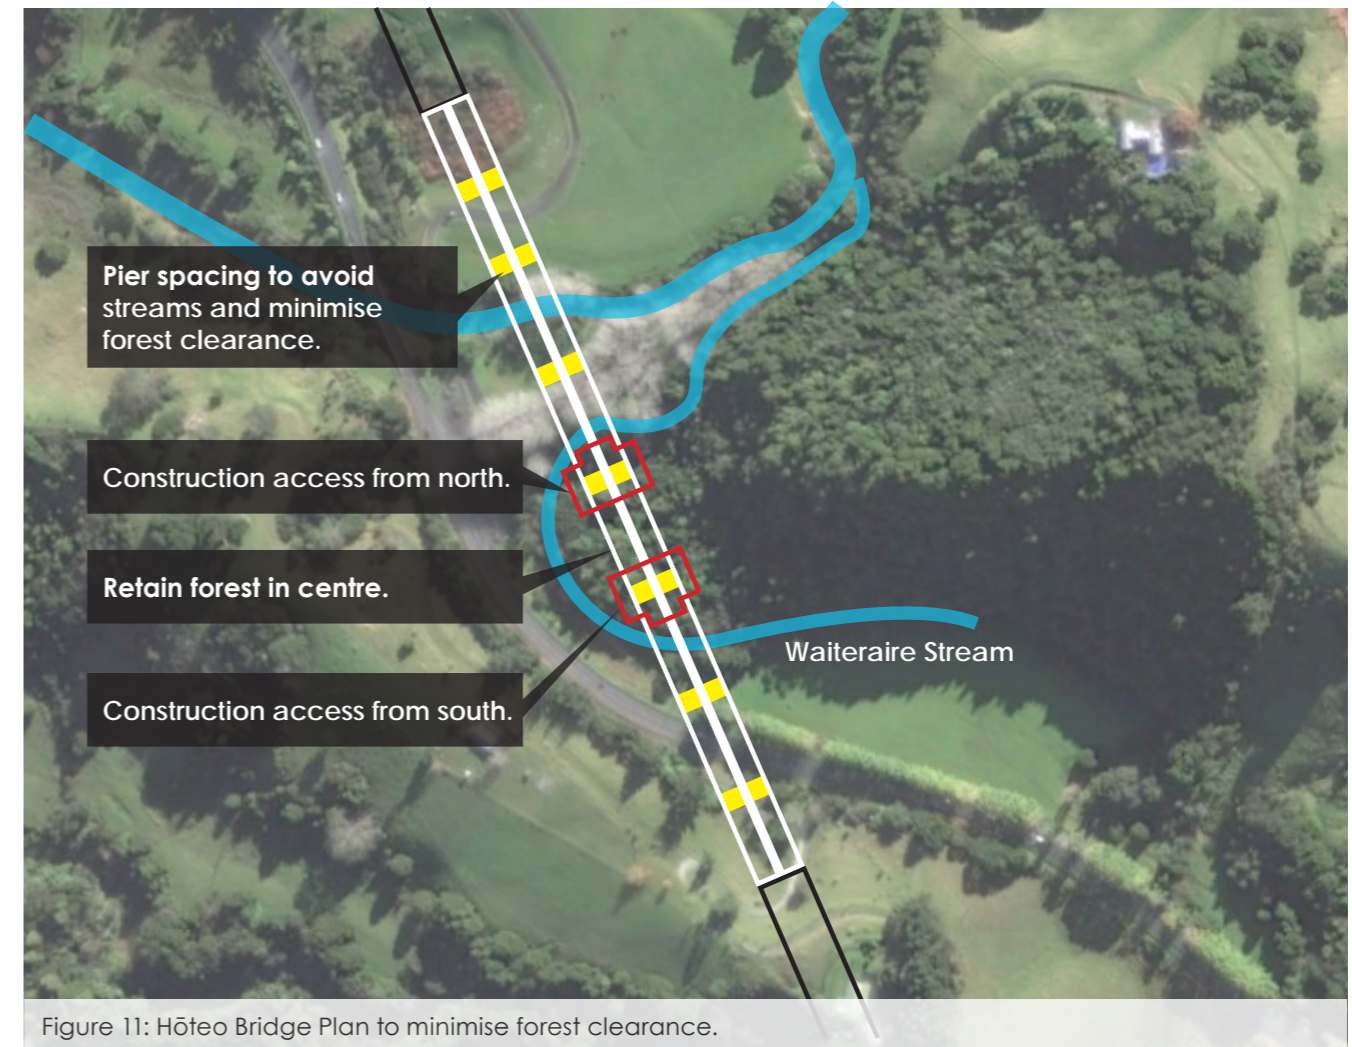 Pier spacing to avoid
streams and minimise
forest clearance.
Construction access from north.
Retain forest in centre.
Waiteraire Stream
Construction access from south.
Figure 11: Hōteo Bridge Plan to minimise forest clearance.